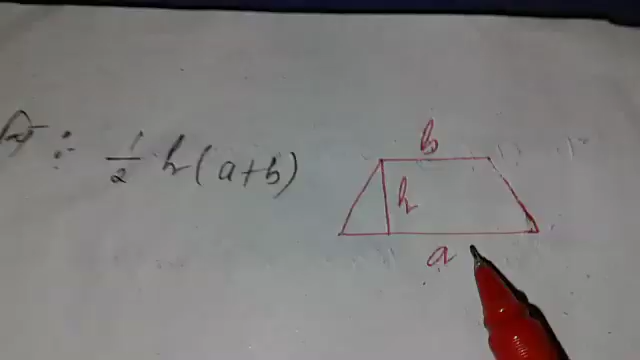 ∴ 1/2 h(a+b)
b
h
a